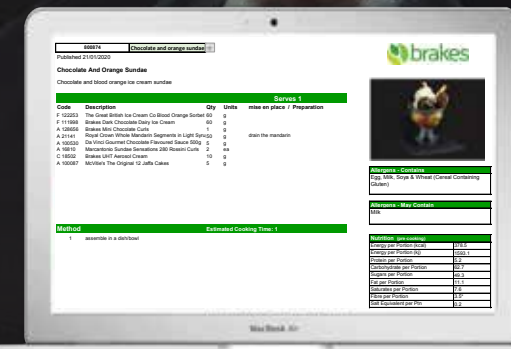 800874 Chocolate and orange sundae
Published 21/01/2020
brakes
Chocolate And Orange Sundae
Chocolate and blood orange ice cream sundae
Serves 1
Code Description Qty Units mise en place / Preparation
F 122253 The Great British Ice Cream Co Blood Orange Sorbet 60 g
F 111998 Brakes Dark Chocolate Dairy Ice Cream 60 g
A 128656 Brakes Mini Chocolate Curls 1 g
A 21141 Royal Crown Whole Mandarin Segments in Light Syru 50 g drain the mandarin
A 100530 Da Vinci Gourmet Chocolate Flavoured Sauce 500g 5 g
A 16810 Marcantonio Sundae Sensations 280 Rossini Curls 2 ea
C 18502 Brakes UHT Aerosol Cream 10 g
A 100087 McVitie's The Original 12 Jaffa Cakes 5 g
Allergens - Contains
Egg, Milk, Soya & Wheat (Cereal Containing
Gluten)
Allergens - May Contain
Milk
Method Estimated Cooking Time: 1
1 assemble in a dish/bowl
Nutrition (pre cooking)
Energy per Portion (kcal) 378.5
Energy per Portion (kj) 1593.1
Protein per Portion 5.2
Carbohydrate per Portion 62.7
Sugars per Portion 49.3
Fat per Portion 11.1
Saturates per Portion 7.6
Fibre per Portion 3.5*
Salt Equivalent per Ptn 0.2
MacBook Air